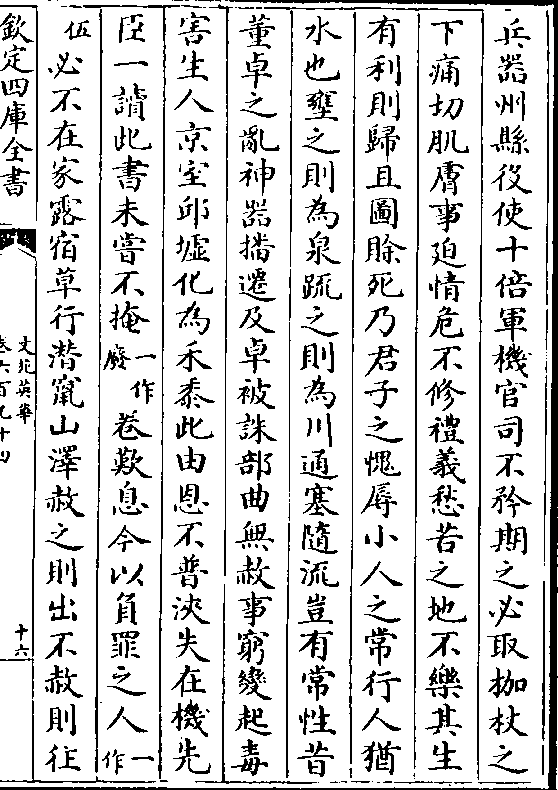 兵器州縣役使十倍軍機官司不矜期之必取枷杖之
下痛切肌膚事迫情危不修禮義愁苦之地不樂其生
有利則歸且圖賒死乃君子之愧辱小人之常行人猶
水也壅之則為泉疏之則為川通塞隨流豈有常性昔
董卓之亂神器播遷及卓被誅部曲無赦事窮變起毒
害生人京室邱墟化為禾黍此由恩不普浹失在機先
臣一讀此書未嘗不掩一作廢卷歎息今以負罪之人一作
伍必不在家露宿草行潜竄山澤赦之則出不赦則往
欽定四庫全書
文苑英華
卷六百九十四
十六